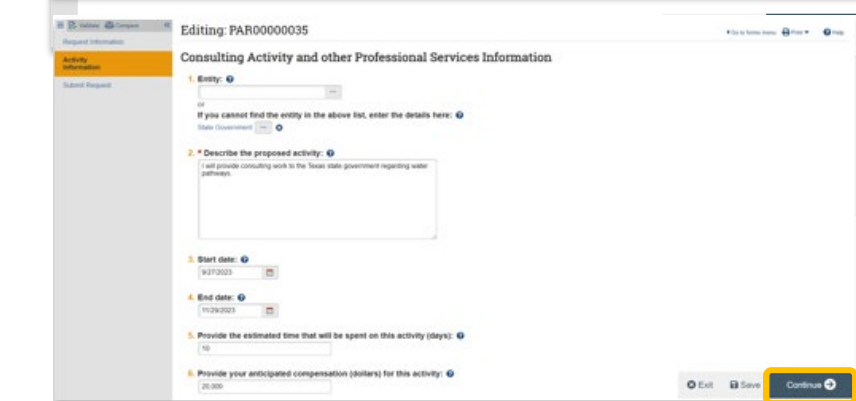 Validate Compare
Editing: PAR00000035
Go to forms menu Print Help
Request Information
Activity Information
Submit Request
Consulting Activity and other Professional Services Information
1. Entity:
or
If you cannot find the entity in the above list, enter the details here:
State Government
2. * Describe the proposed activity:
I will provide consulting work to the Texas state government regarding water
pathways.
3. Start date:
9/27/2023
4. End date:
11/29/2023
5. Provide the estimated time that will be spent on this activity (days):
10
6. Provide your anticipated compensation (dollars) for this activity:
20,000
Exit Save Continue